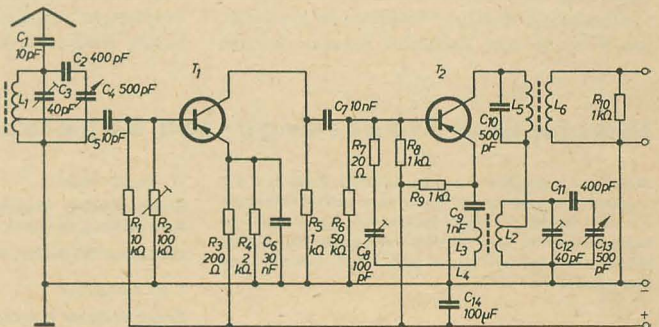 C1
10pF
C2 400pF
C3
40pF
C4 500pF
L1
C5 10pF
T1
R1
10
kΩ
R2
100
kΩ
R3
200
Ω
R4
2
kΩ
C6
30
nF
R5
1
kΩ
C7 10nF
R6
50
kΩ
R7
20
Ω
C8
100
pF
R8
1
kΩ
R9 1kΩ
T2
C9
1nF
L3
L4
L2
C10
500
pF
L5
L6
R10
1kΩ
C11
400pF
C12
40pF
C13
500
pF
C14
100µF
−
+